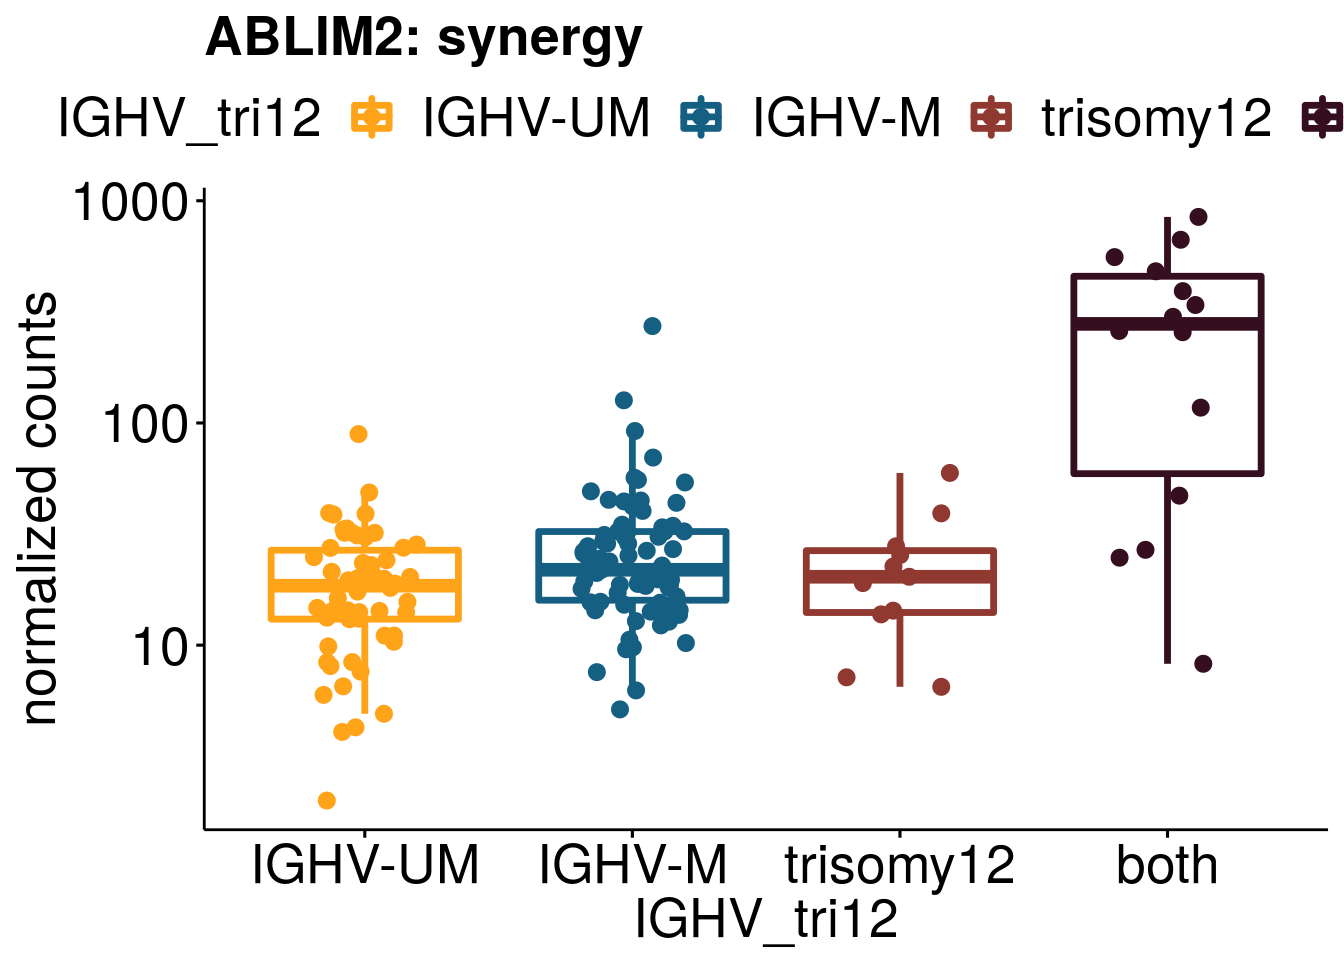 ABLIM2: synergy
IGHV_tri12 IGHV-UM IGHV-M trisomy12
1000
100
10
normalized counts
IGHV-UM IGHV-M trisomy12 both
IGHV_tri12